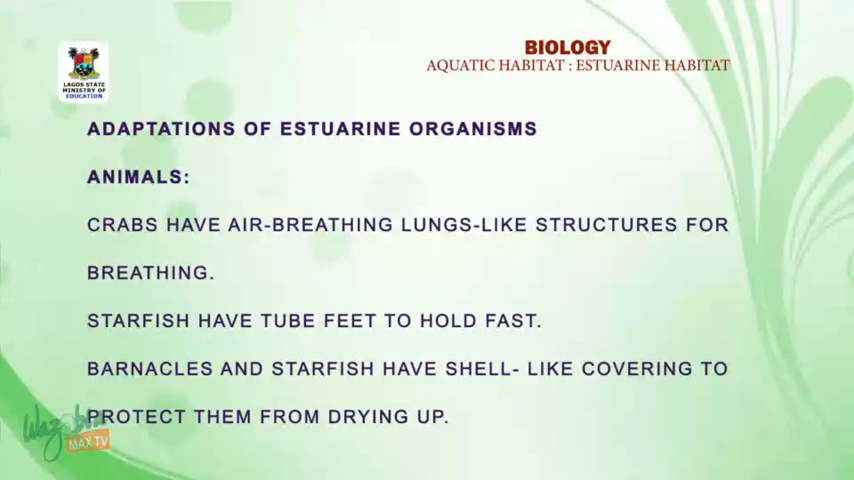 BIOLOGY
AQUATIC HABITAT : ESTUARINE HABITAT
LAGOS STATE
MINISTRY OF
EDUCATION
ADAPTATIONS OF ESTUARINE ORGANISMS
ANIMALS:
CRABS HAVE AIR-BREATHING LUNGS-LIKE STRUCTURES FOR
BREATHING.
STARFISH HAVE TUBE FEET TO HOLD FAST.
BARNACLES AND STARFISH HAVE SHELL- LIKE COVERING TO
PROTECT THEM FROM DRYING UP.
Wazobia
MAX TV